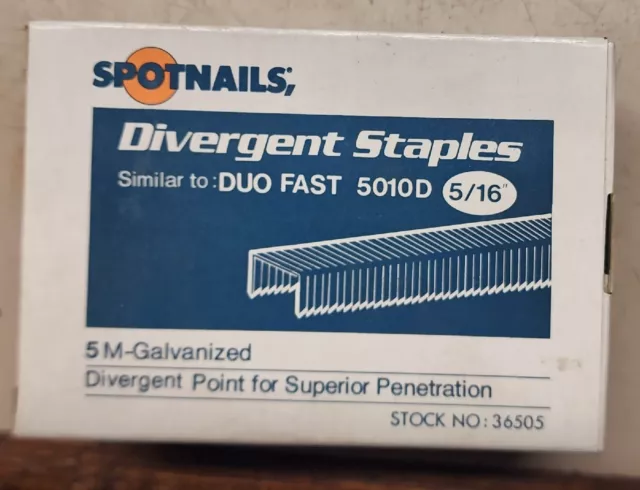 SPOTNAILS,
Divergent Staples
Similar to: DUO FAST 5010D 5/16"
5M-Galvanized
Divergent Point for Superior Penetration
STOCK NO: 36505